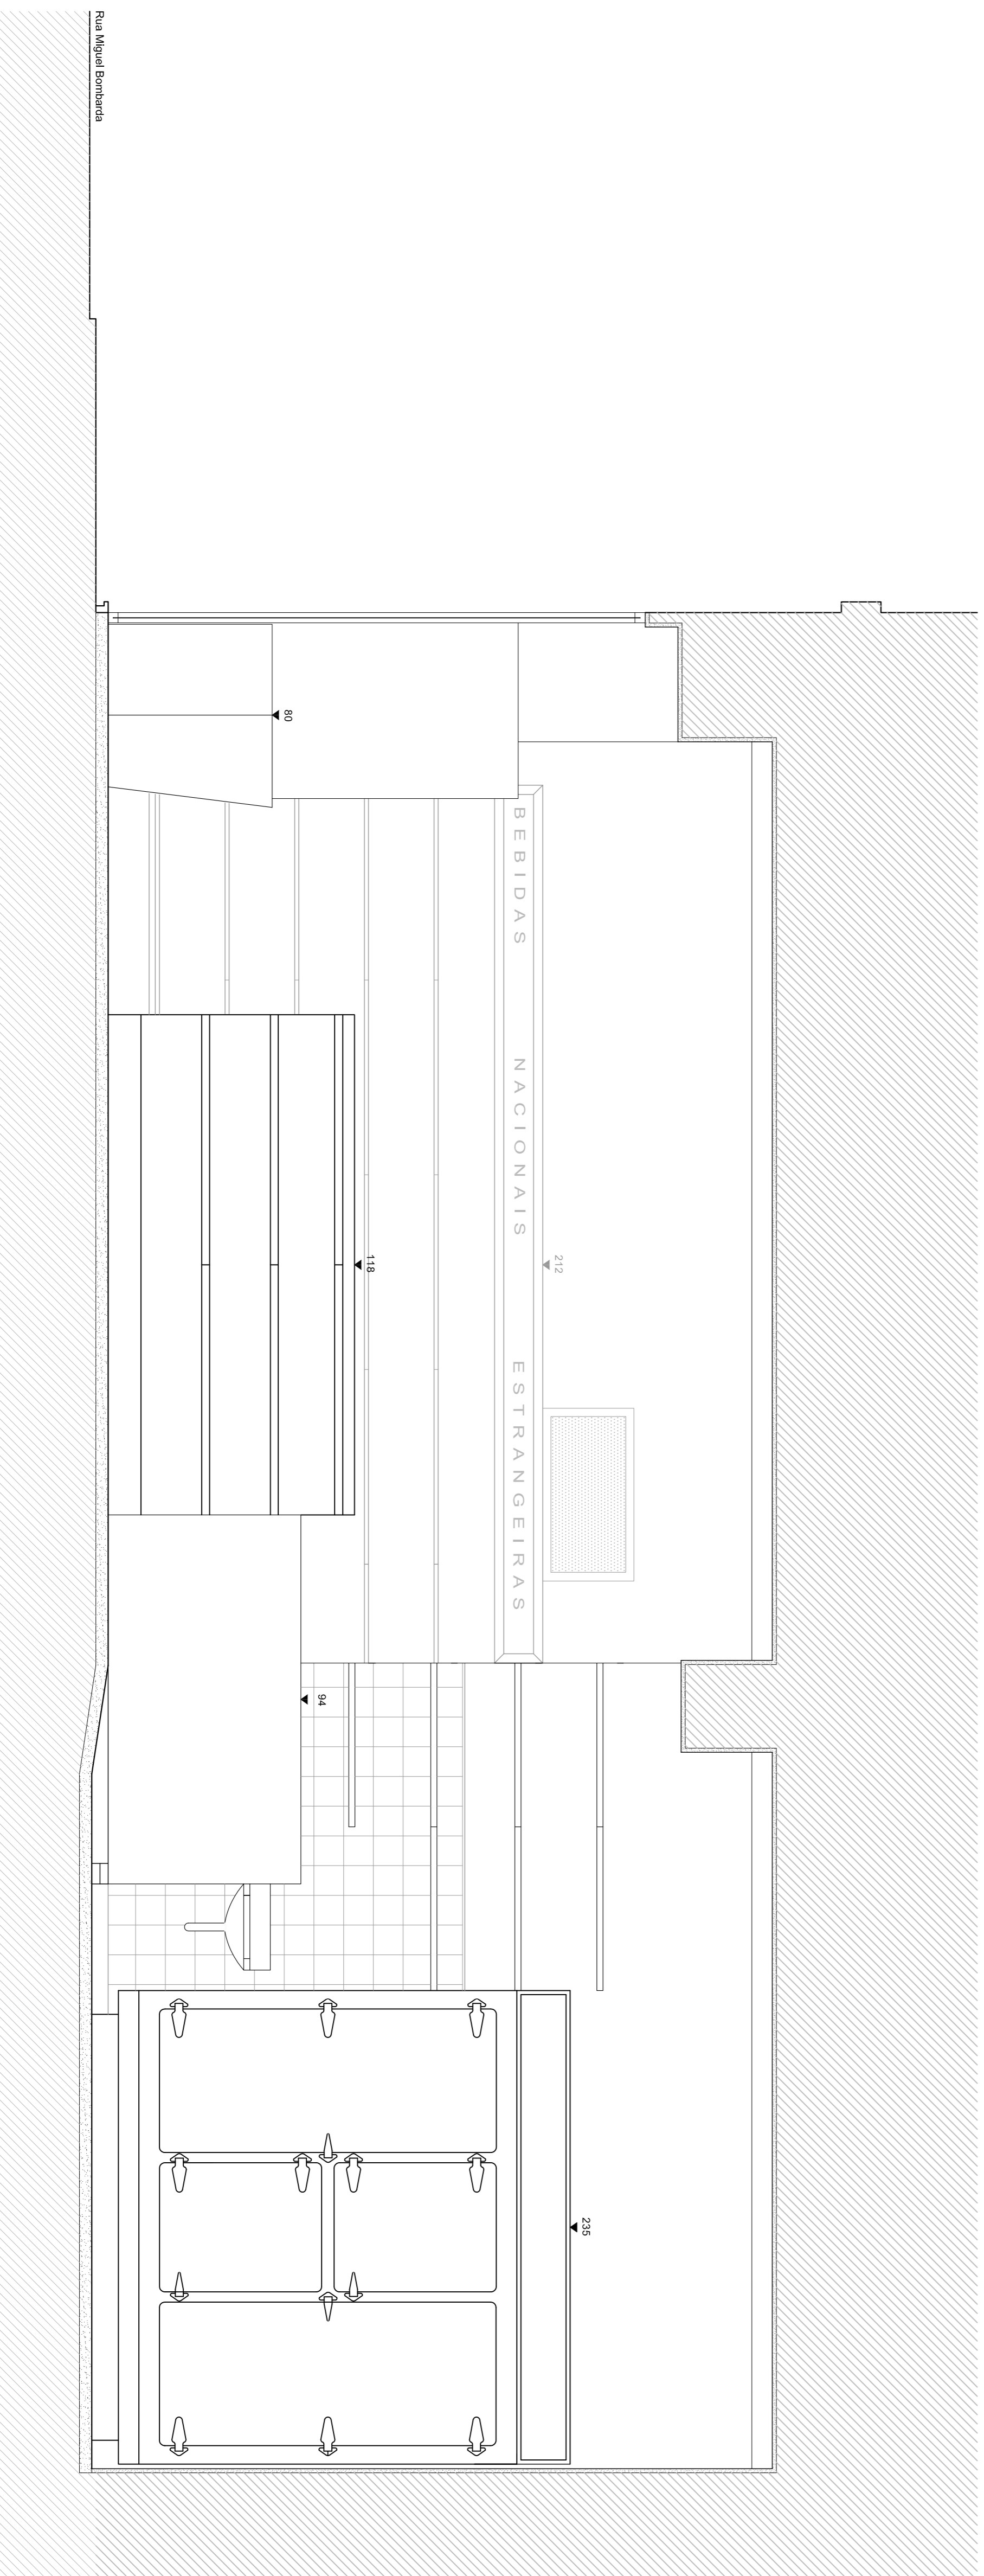 Rua Miguel Bombarda
80
BEBIDAS NACIONAIS ESTRANGEIRAS
118
212
94
235